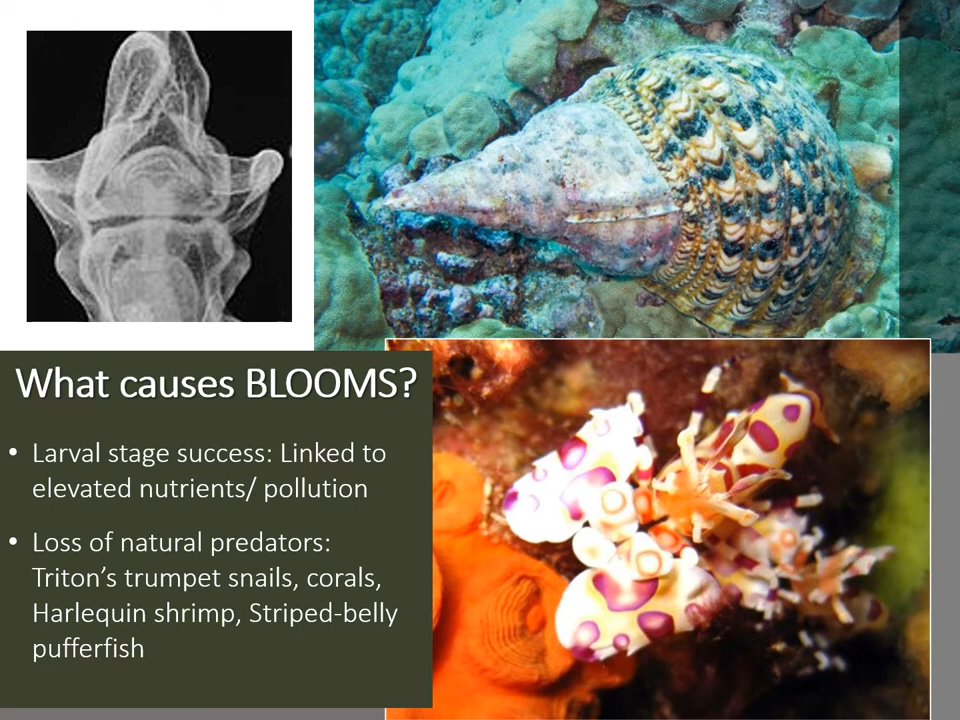 What causes BLOOMS?
• Larval stage success: Linked to
elevated nutrients/ pollution
• Loss of natural predators:
Triton’s trumpet snails, corals,
Harlequin shrimp, Striped-belly
pufferfish